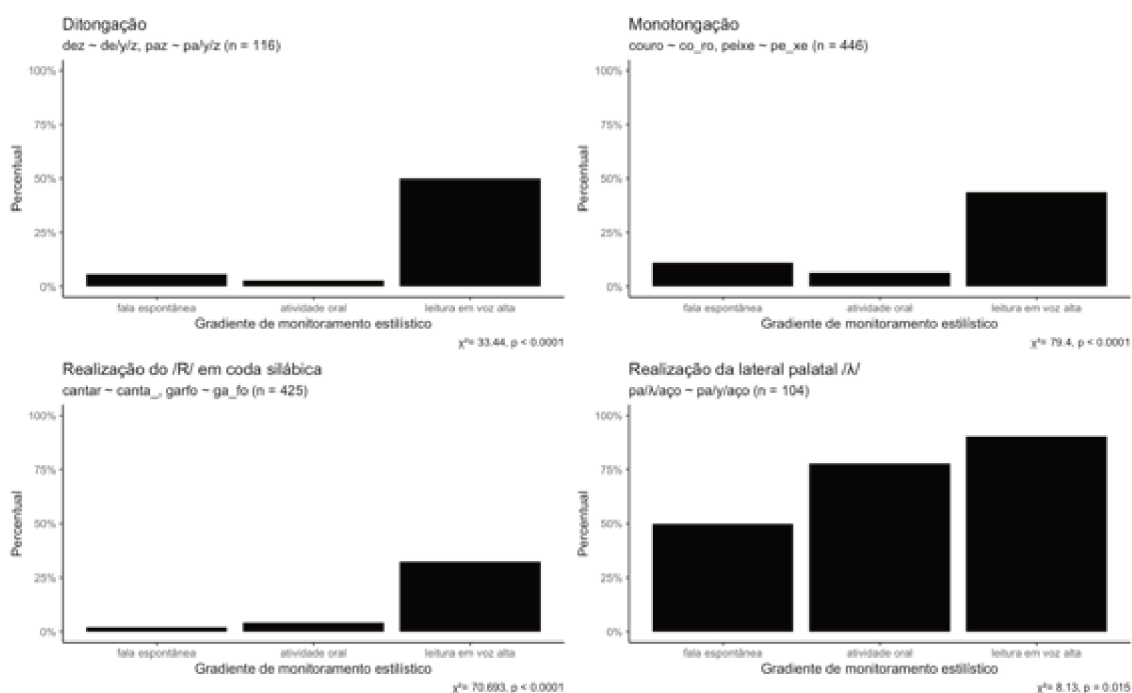 Ditongação
dez ~ de/y/z, paz ~ pa/y/z (n = 116)
100%
75%
50%
25%
0%
Percentual
fala espontânea
atividade oral
leitura em voz alta
Gradiente de monitoramento estilístico
χ²= 33.44, p < 0.0001
Monotongação
couro ~ co_ro, peixe ~ pe_xe (n = 446)
100%
75%
50%
25%
0%
Percentual
fala espontânea
atividade oral
leitura em voz alta
Gradiente de monitoramento estilístico
χ²= 79.4, p < 0.0001
Realização do /R/ em coda silábica
cantar ~ canta_, garfo ~ ga_fo (n = 425)
100%
75%
50%
25%
0%
Percentual
fala espontânea
atividade oral
leitura em voz alta
Gradiente de monitoramento estilístico
χ²= 70.693, p < 0.0001
Realização da lateral palatal /λ/
pa/λ/aço ~ pa/y/aço (n = 104)
100%
75%
50%
25%
0%
Percentual
fala espontânea
atividade oral
leitura em voz alta
Gradiente de monitoramento estilístico
χ²= 8.13, p = 0.015